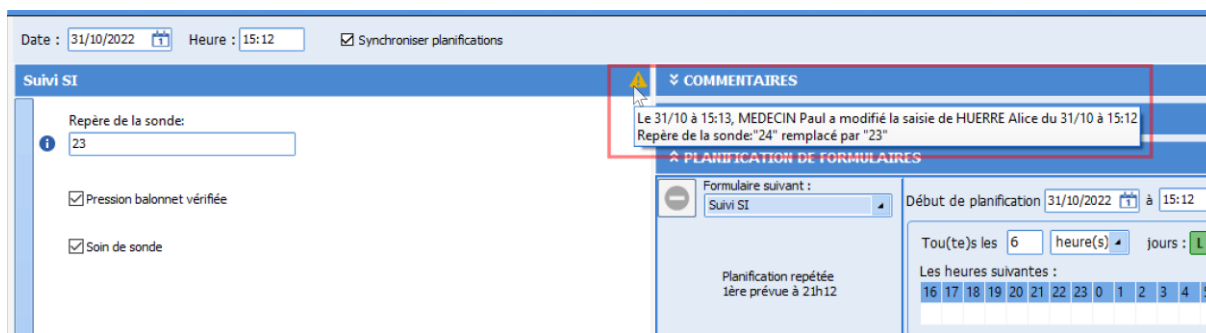 Date : 31/10/2022 Heure : 15:12 Synchroniser planifications
Suivi SI
Repère de la sonde:
23
Pression balonnet vérifiée
Soin de sonde
COMMENTAIRES
Le 31/10 à 15:13, MEDECIN Paul a modifié la saisie de HUERRE Alice du 31/10 à 15:12
Repère de la sonde:"24" remplacé par "23"
PLANIFICATION DE FORMULAIRES
Formulaire suivant :
Suivi SI
Planification repétée
1ère prévue à 21h12
Début de planification 31/10/2022 à 15:12
Tou(te)s les 6 heure(s) jours : L
Les heures suivantes :
16 17 18 19 20 21 22 23 0 1 2 3 4